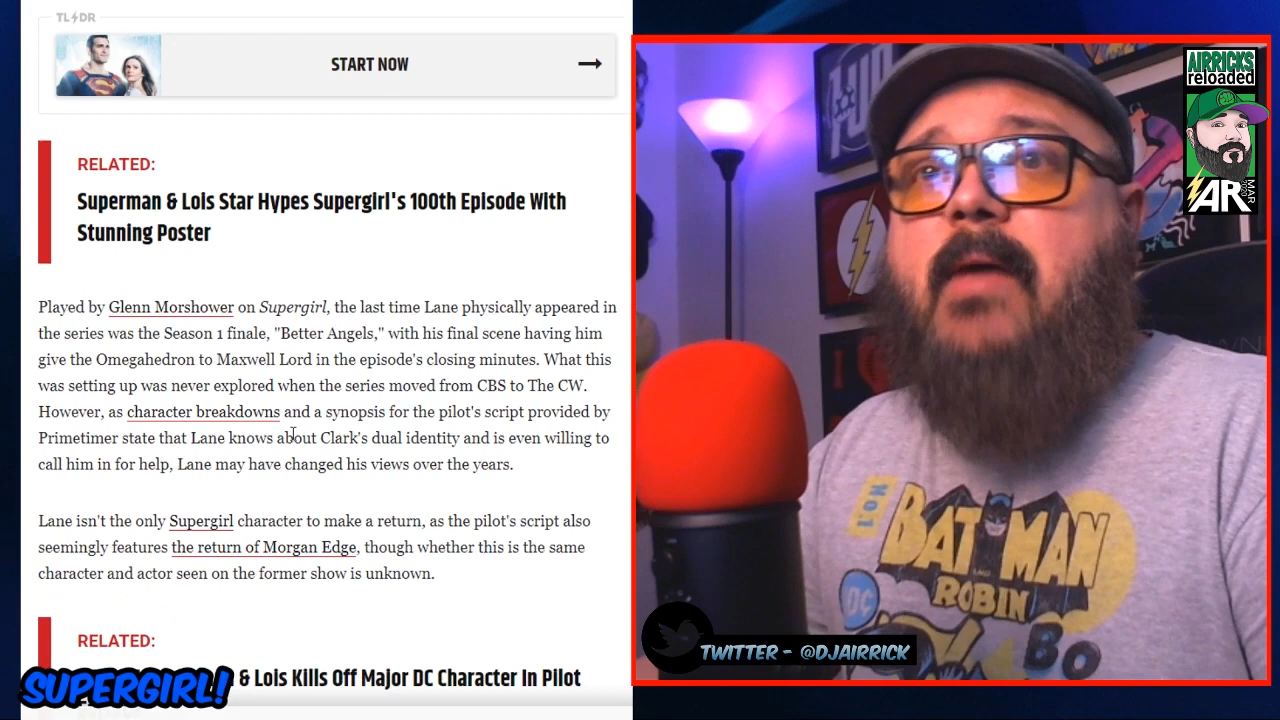 TL DR
START NOW
RELATED:
Superman & Lois Star Hypes Supergirl's 100th Episode With
Stunning Poster
Played by Glenn Morshower on Supergirl, the last time Lane physically appeared in
the series was the Season 1 finale, "Better Angels," with his final scene having him
give the Omegahedron to Maxwell Lord in the episode's closing minutes. What this
was setting up was never explored when the series moved from CBS to The CW.
However, as character breakdowns and a synopsis for the pilot's script provided by
Primetimer state that Lane knows about Clark's dual identity and is even willing to
call him in for help, Lane may have changed his views over the years.
Lane isn't the only Supergirl character to make a return, as the pilot's script also
seemingly features the return of Morgan Edge, though whether this is the same
character and actor seen on the former show is unknown.
RELATED:
& Lois Kills Off Major DC Character In Pilot
SUPERGIRL!
AIRRICKS
reloaded
AR
BATMAN
ROBIN
DC
TWITTER - @DJAIRRICK